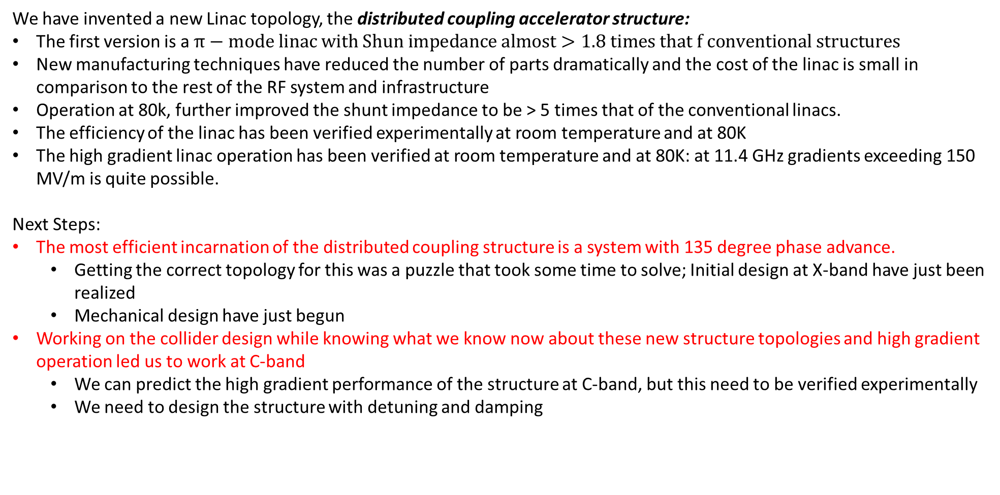 We have invented a new Linac topology, the distributed coupling accelerator structure:
• The first version is a π − mode linac with Shun impedance almost > 1.8 times that f conventional structures
• New manufacturing techniques have reduced the number of parts dramatically and the cost of the linac is small in
comparison to the rest of the RF system and infrastructure
• Operation at 80k, further improved the shunt impedance to be > 5 times that of the conventional linacs.
• The efficiency of the linac has been verified experimentally at room temperature and at 80K
• The high gradient linac operation has been verified at room temperature and at 80K: at 11.4 GHz gradients exceeding 150
MV/m is quite possible.
Next Steps:
• The most efficient incarnation of the distributed coupling structure is a system with 135 degree phase advance.
• Getting the correct topology for this was a puzzle that took some time to solve; Initial design at X-band have just been
realized
• Mechanical design have just begun
• Working on the collider design while knowing what we know now about these new structure topologies and high gradient
operation led us to work at C-band
• We can predict the high gradient performance of the structure at C-band, but this need to be verified experimentally
• We need to design the structure with detuning and damping